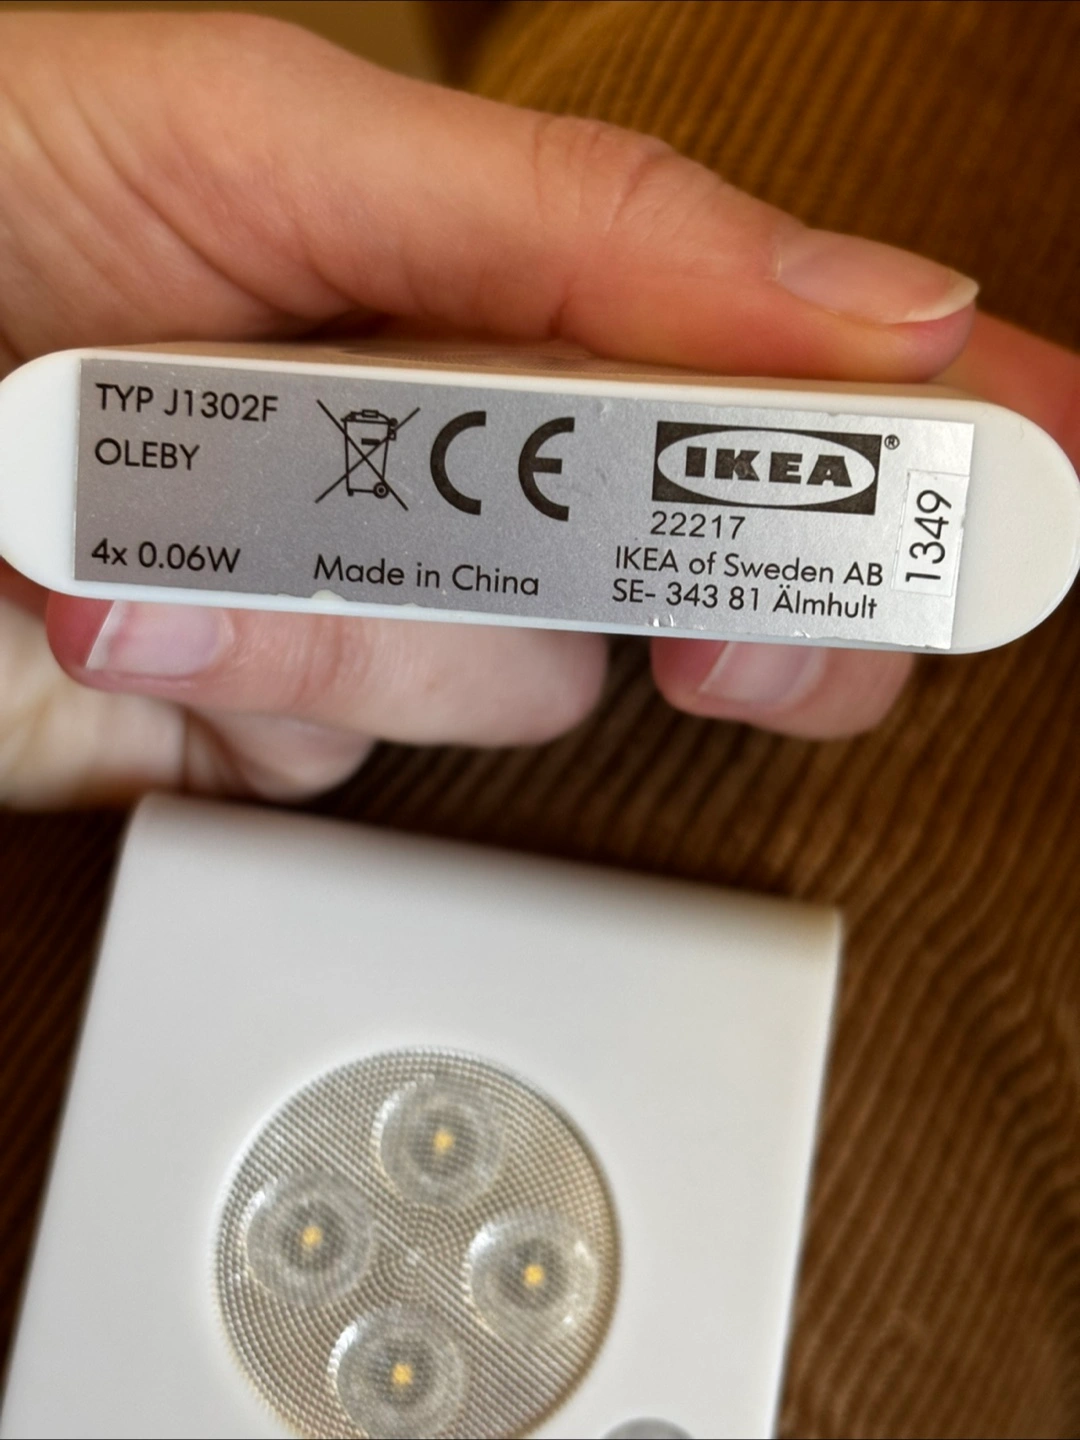 TYP J1302F
OLEBY
4x 0.06W
CE
Made in China
IKEA®
22217
IKEA of Sweden AB
SE- 343 81 Älmhult
1349